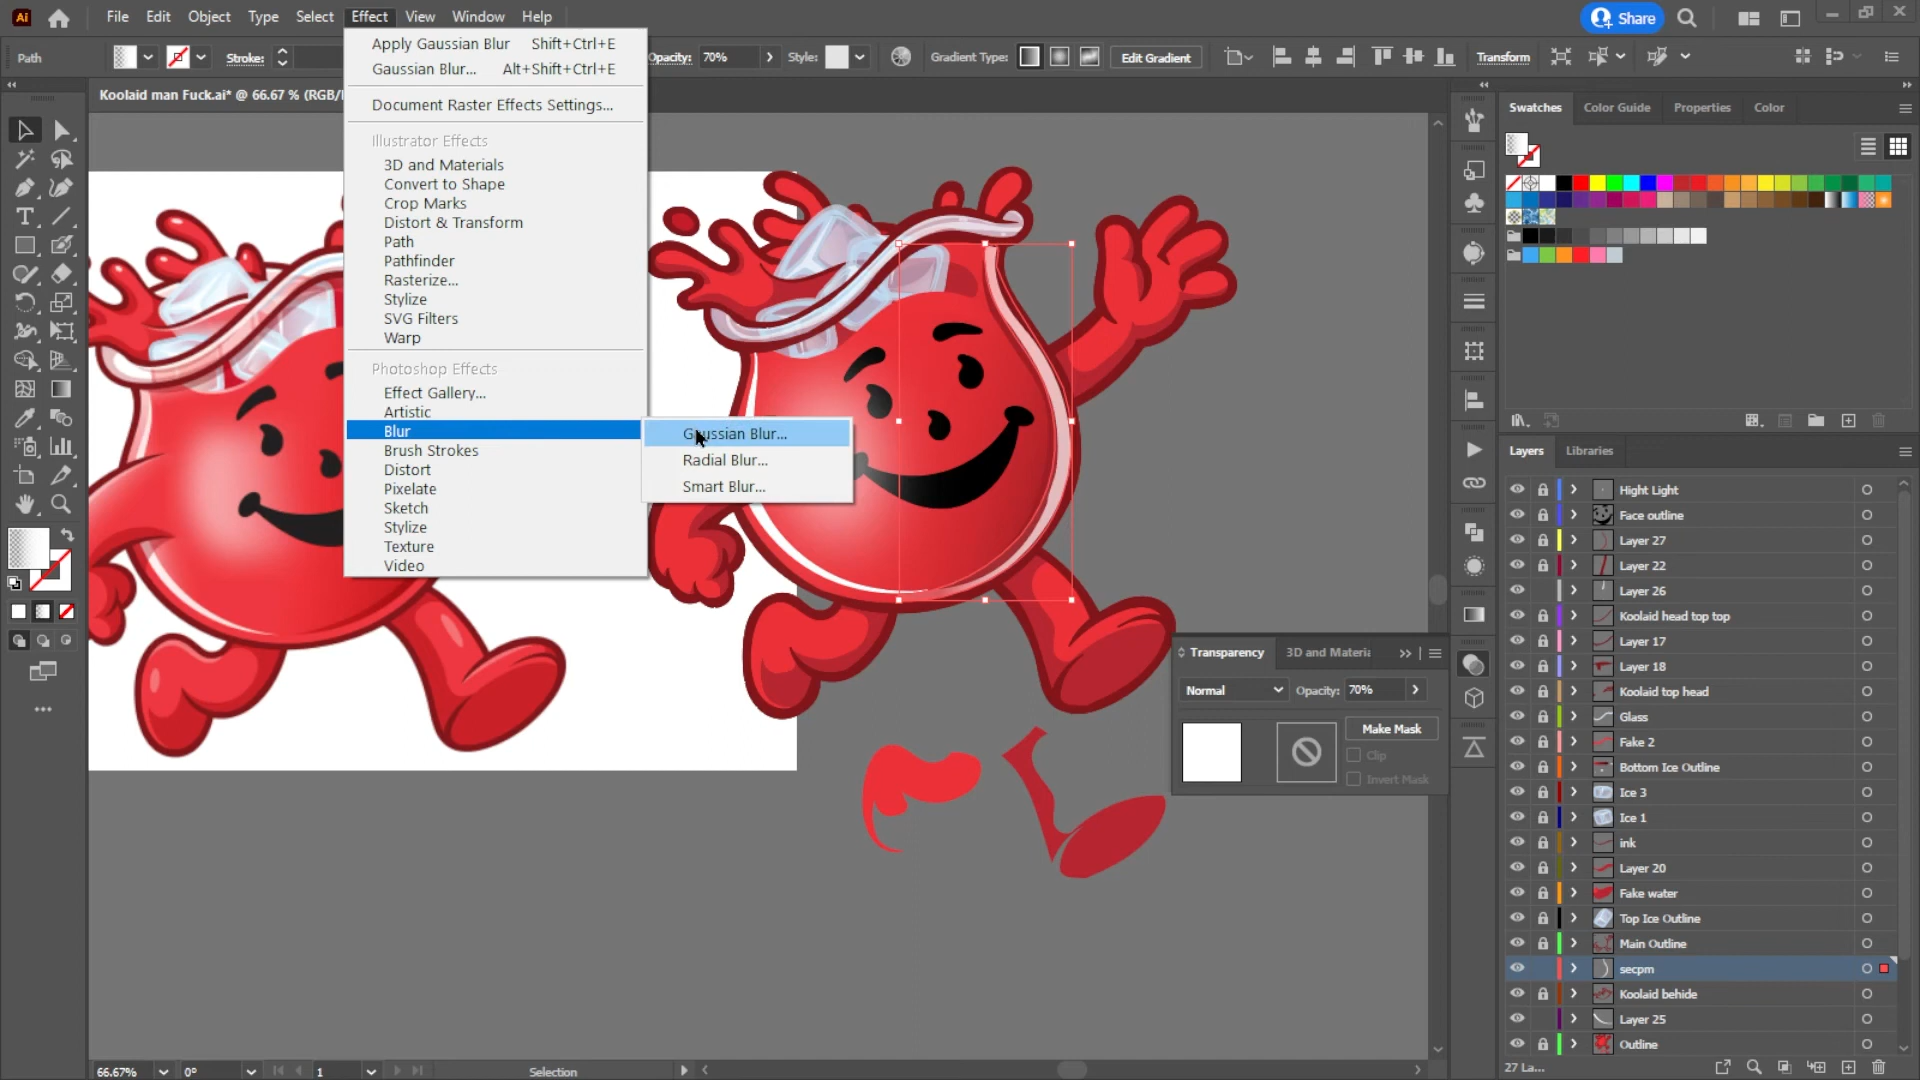 Ai File Edit Object Type Select Effect View Window Help Share
Path Stroke: Opacity: 70% Style: Gradient Type: Edit Gradient Transform
Koolaid man Fuck.ai* @ 66.67 % (RGB/
Apply Gaussian Blur Shift+Ctrl+E
Gaussian Blur... Alt+Shift+Ctrl+E
Document Raster Effects Settings...
Illustrator Effects
3D and Materials
Convert to Shape
Crop Marks
Distort & Transform
Path
Pathfinder
Rasterize...
Stylize
SVG Filters
Warp
Photoshop Effects
Effect Gallery...
Artistic
Blur
Brush Strokes
Distort
Pixelate
Sketch
Stylize
Texture
Video
Gaussian Blur...
Radial Blur...
Smart Blur...
Swatches Color Guide Properties Color
Layers Libraries
Hight Light
Face outline
Layer 27
Layer 22
Layer 26
Koolaid head top top
Layer 17
Layer 18
Koolaid top head
Glass
Fake 2
Bottom Ice Outline
Ice 3
Ice 1
ink
Layer 20
Fake water
Top Ice Outline
Main Outline
secpm
Koolaid behide
Layer 25
Outline
27 La...
Transparency 3D and Materia
Normal Opacity: 70%
Make Mask
Clip
Invert Mask
66.67% 0° 1 Selection